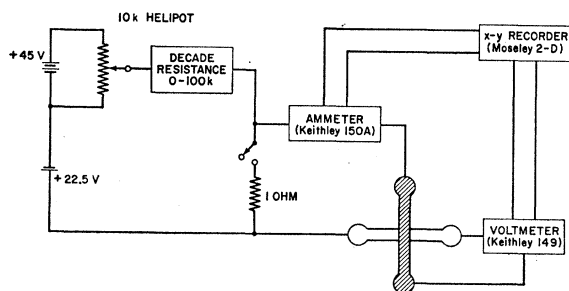 10k HELIPOT
+45 V
DECADE
RESISTANCE
0-100k
x-y RECORDER
(Moseley 2-D)
AMMETER
(Keithley 150A)
+22.5 V
1 OHM
VOLTMETER
(Keithley 149)